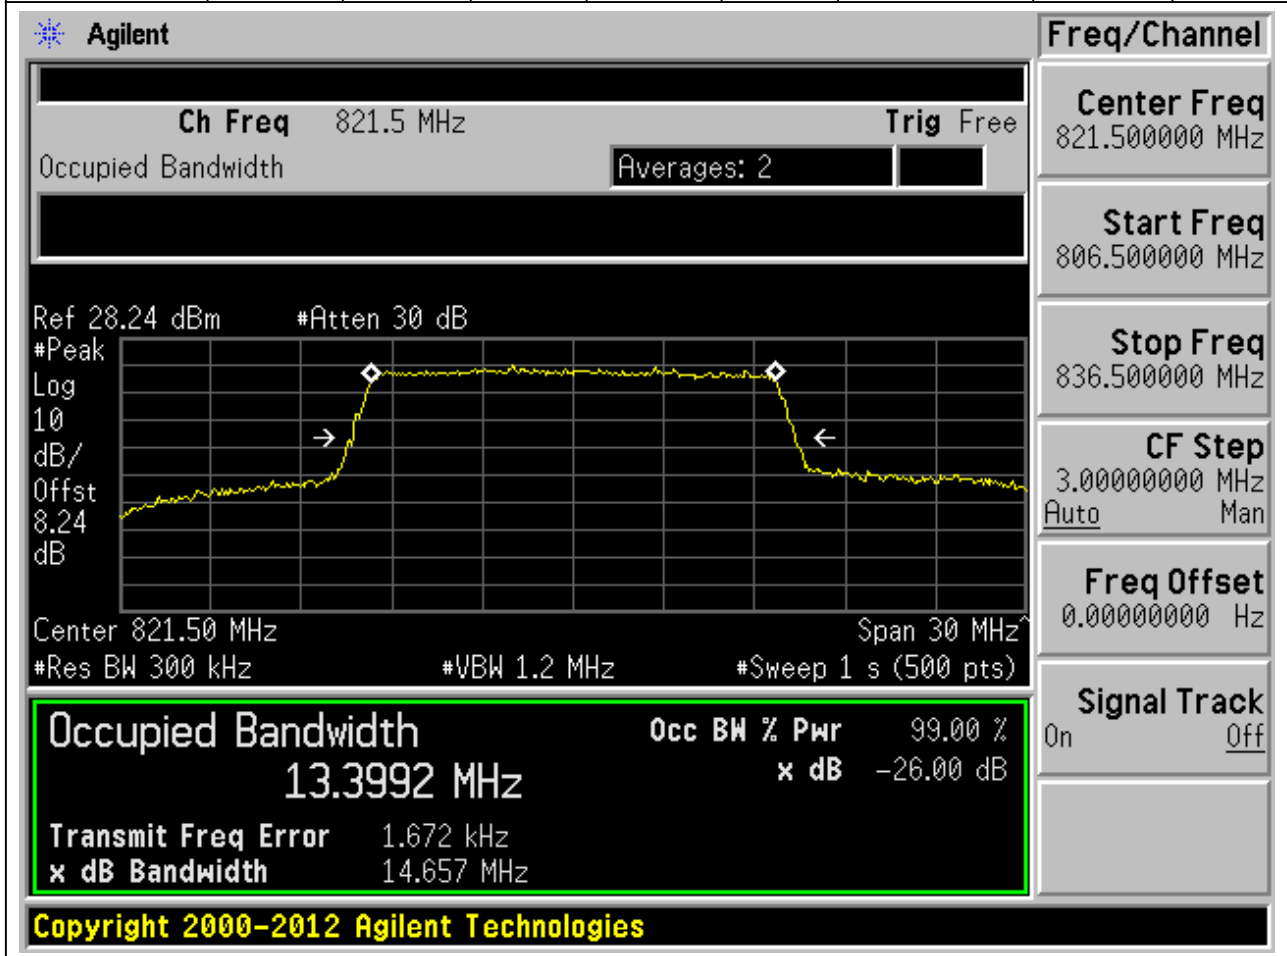 Agilent
Freq/Channel
Ch Freq 821.5 MHz Trig Free
Occupied Bandwidth Averages: 2
Center Freq
821.500000 MHz
Start Freq
806.500000 MHz
Stop Freq
836.500000 MHz
CF Step
3.00000000 MHz
Auto Man
Freq Offset
0.00000000 Hz
Signal Track
On Off
Ref 28.24 dBm #Atten 30 dB
#Peak
Log
10
dB/
Offst
8.24
dB
Center 821.50 MHz Span 30 MHz^
#Res BW 300 kHz #VBW 1.2 MHz #Sweep 1 s (500 pts)
Occupied Bandwidth Occ BW % Pwr 99.00 %
13.3992 MHz x dB -26.00 dB
Transmit Freq Error 1.672 kHz
x dB Bandwidth 14.657 MHz
Copyright 2000-2012 Agilent Technologies